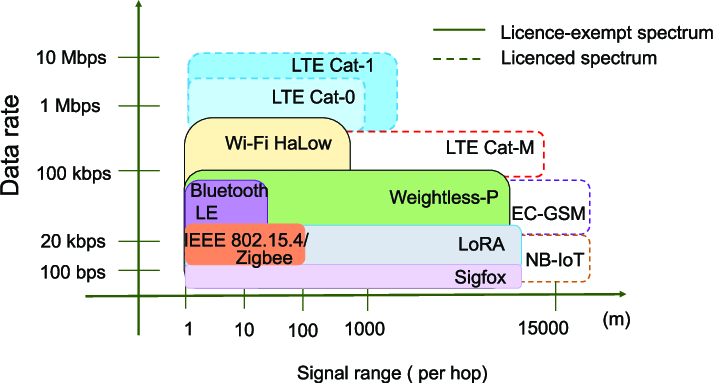 Licence-exempt spectrum
Licenced spectrum
Data rate
10 Mbps
1 Mbps
100 kbps
20 kbps
100 bps
LTE Cat-1
LTE Cat-0
Wi-Fi HaLow
LTE Cat-M
Bluetooth
LE
Weightless-P
EC-GSM
IEEE 802.15.4/
Zigbee
LoRA
NB-IoT
Sigfox
1
10
100
1000
15000
(m)
Signal range ( per hop)